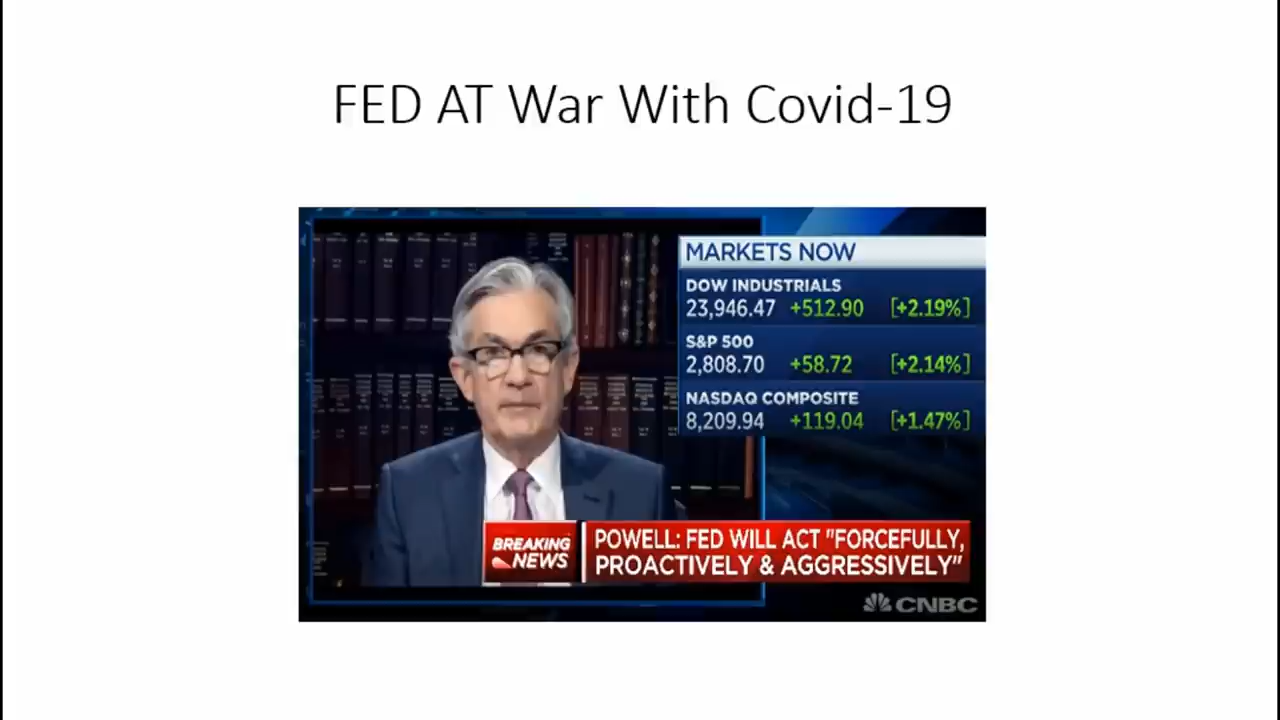 FED AT War With Covid-19
MARKETS NOW
DOW INDUSTRIALS
23,946.47 +512.90 [+2.19%]
S&P 500
2,808.70 +58.72 [+2.14%]
NASDAQ COMPOSITE
8,209.94 +119.04 [+1.47%]
BREAKING
NEWS
POWELL: FED WILL ACT "FORCEFULLY,
PROACTIVELY & AGGRESSIVELY"
CNBC